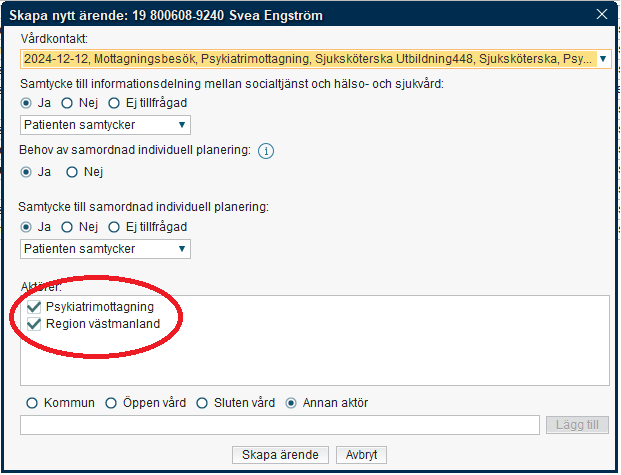 Skapa nytt ärende: 19 800608-9240 Svea Engström
Vårdkontakt:
2024-12-12, Mottagningsbesök, Psykiatrimottagning, Sjuksköterska Utbildning448, Sjuksköterska, Psy...
Samtycke till informationsdelning mellan socialtjänst och hälso- och sjukvård:
Ja Nej Ej tillfrågad
Patienten samtycker
Behov av samordnad individuell planering:
Ja Nej
Samtycke till samordnad individuell planering:
Ja Nej Ej tillfrågad
Patienten samtycker
Aktörer:
Psykiatrimottagning
Region västmanland
Kommun Öppen vård Sluten vård Annan aktör
Lägg till
Skapa ärende Avbryt